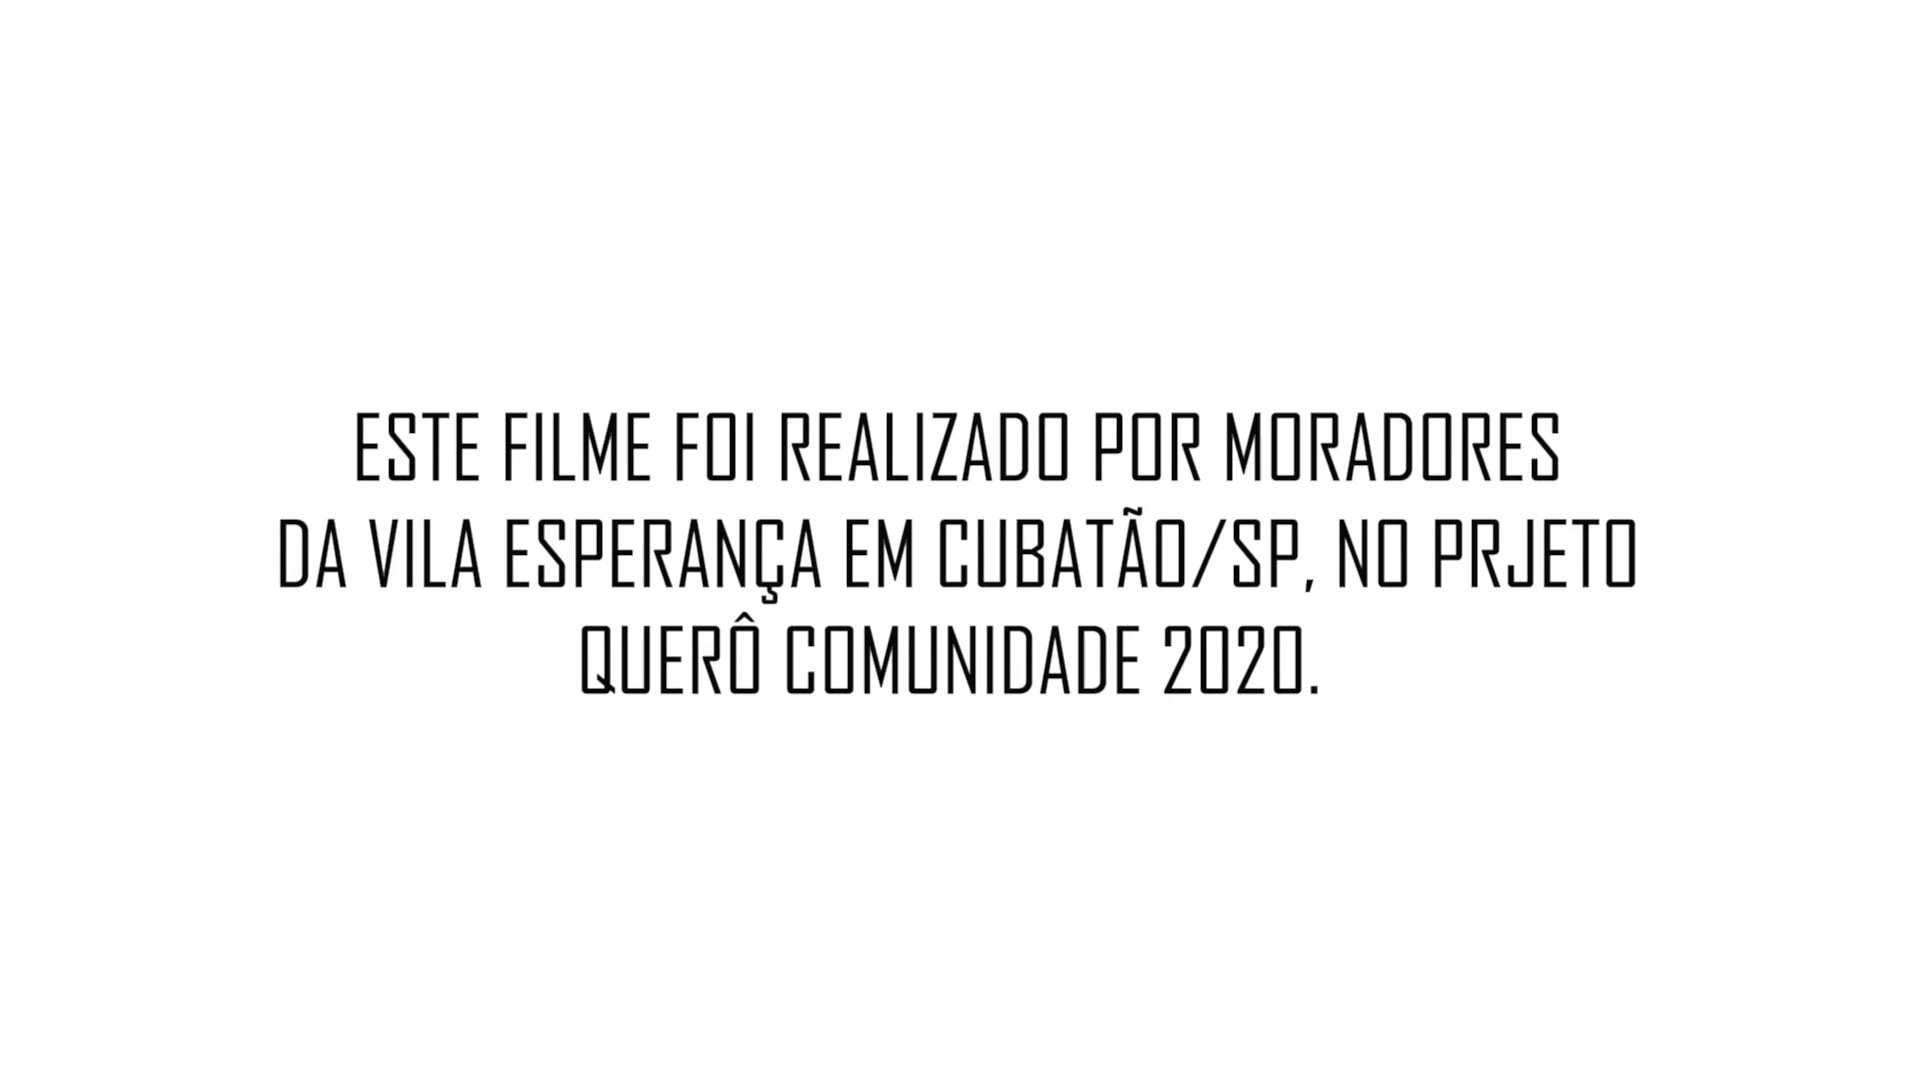 ESTE FILME FOI REALIZADO POR MORADORES
DA VILA ESPERANÇA EM CUBATÃO/SP, NO PRJETO
QUERÔ COMUNIDADE 2020.